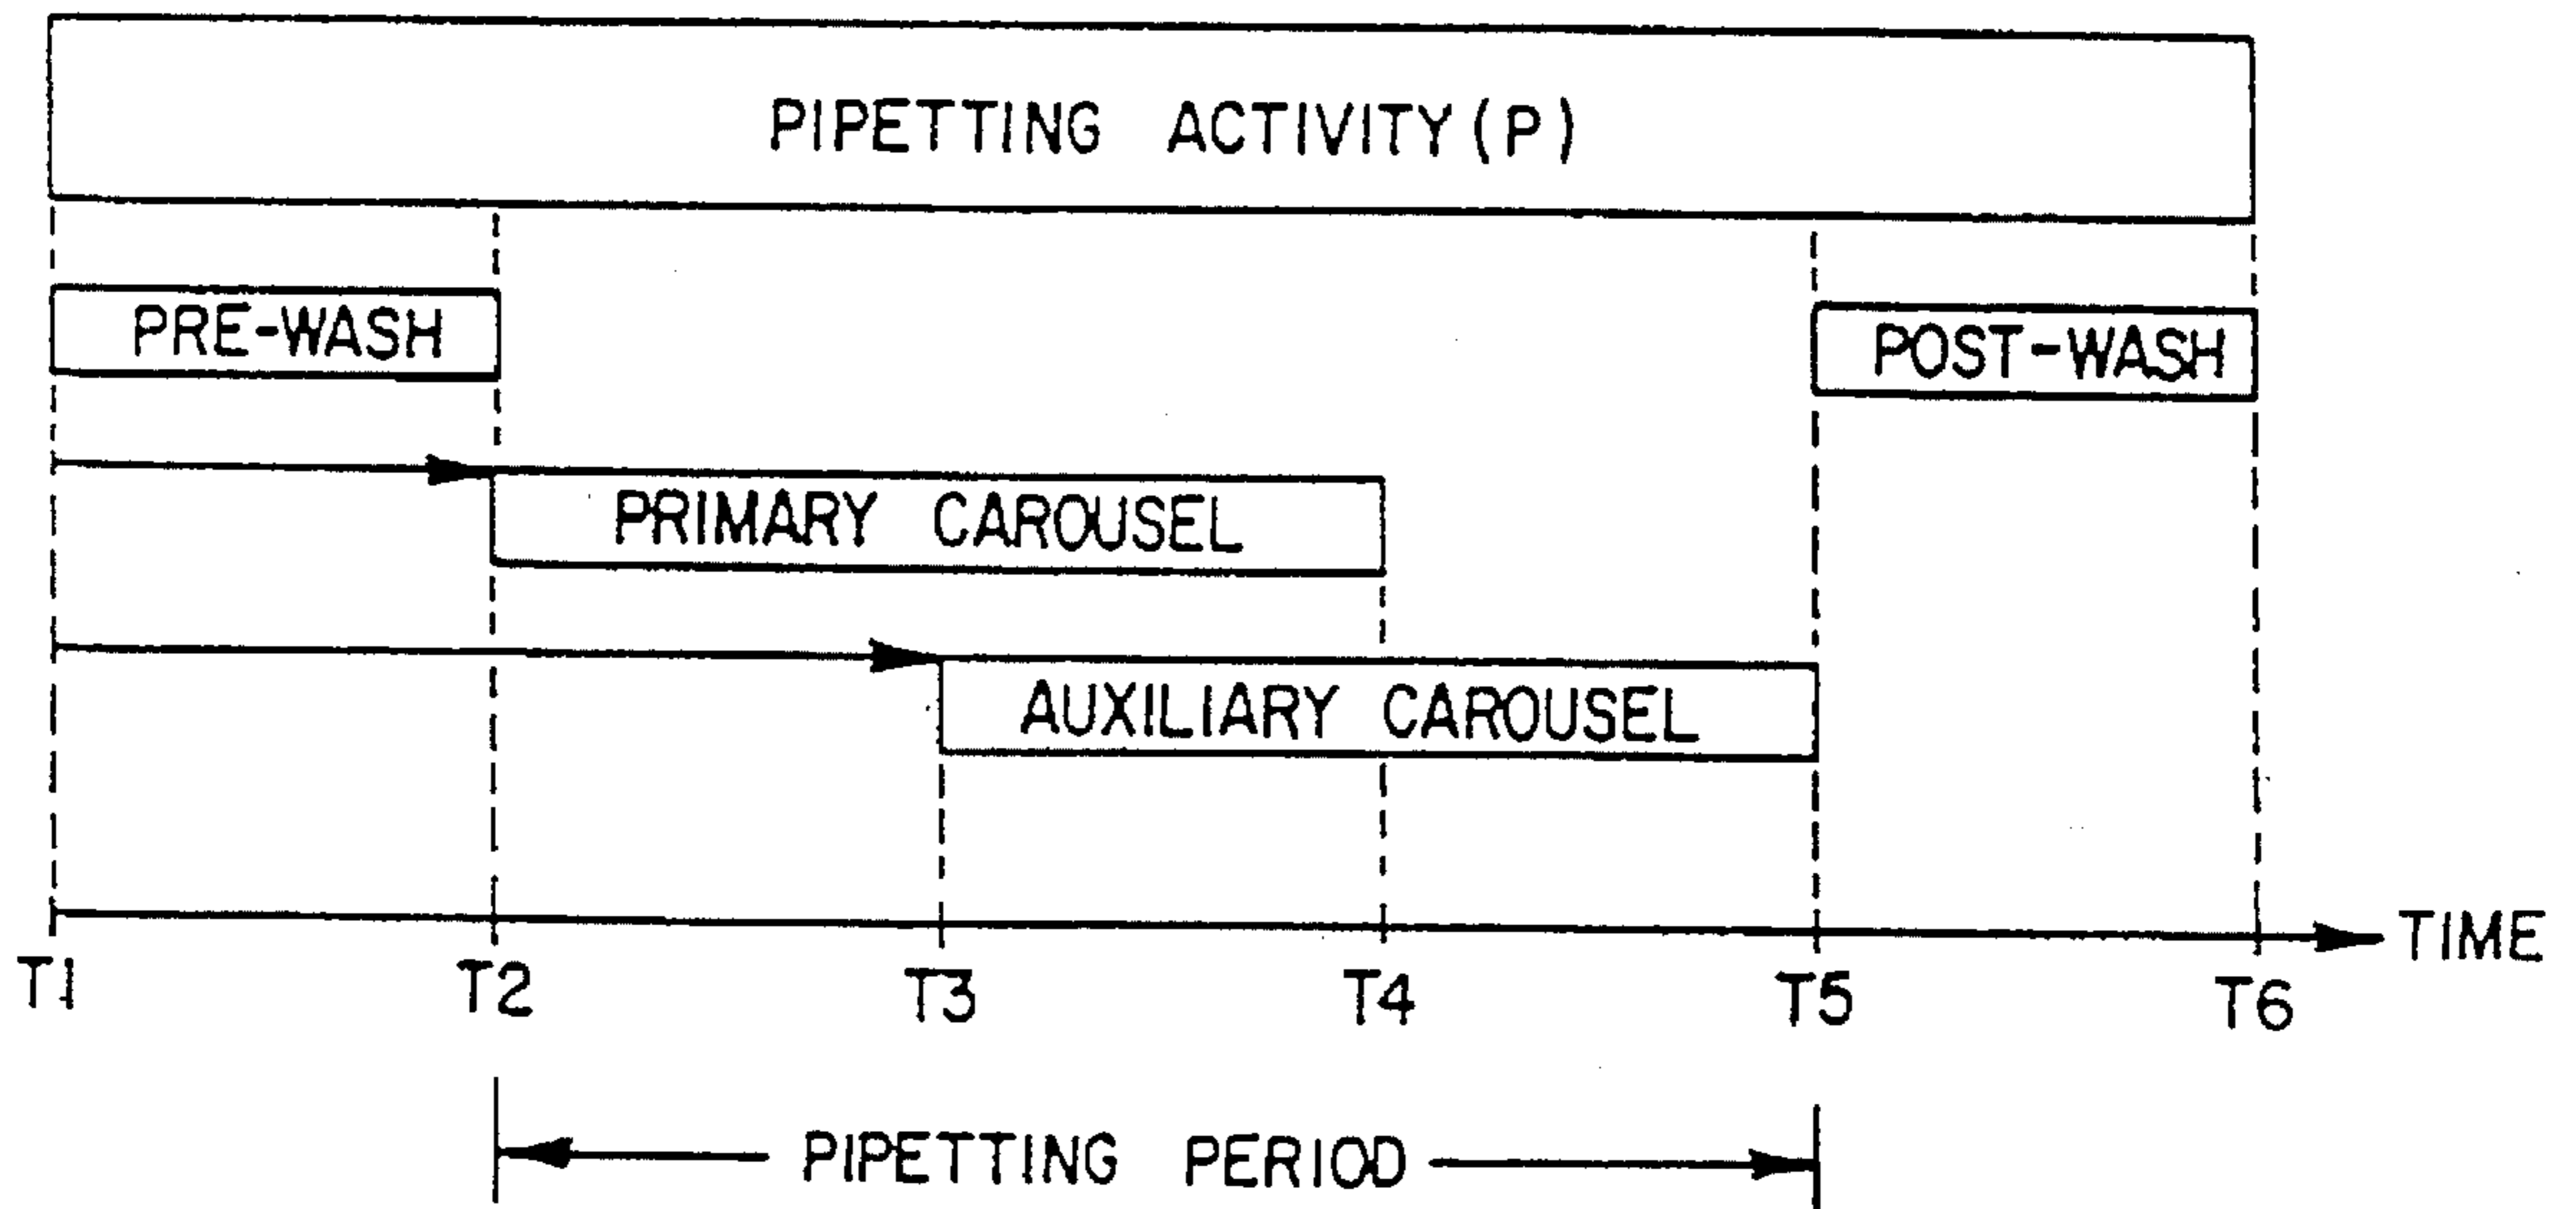 PIPETTING ACTIVITY(P)
PRE-WASH
POST-WASH
PRIMARY CAROUSEL
AUXILIARY CAROUSEL
TIME
T1 T2 T3 T4 T5 T6
PIPETTING PERIOD